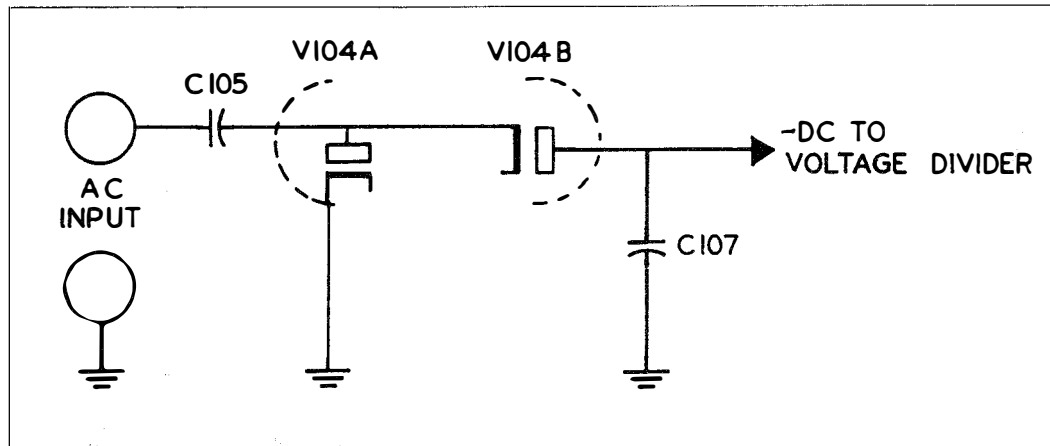 V104A
V104B
C105
-DC TO
VOLTAGE DIVIDER
AC
INPUT
C107